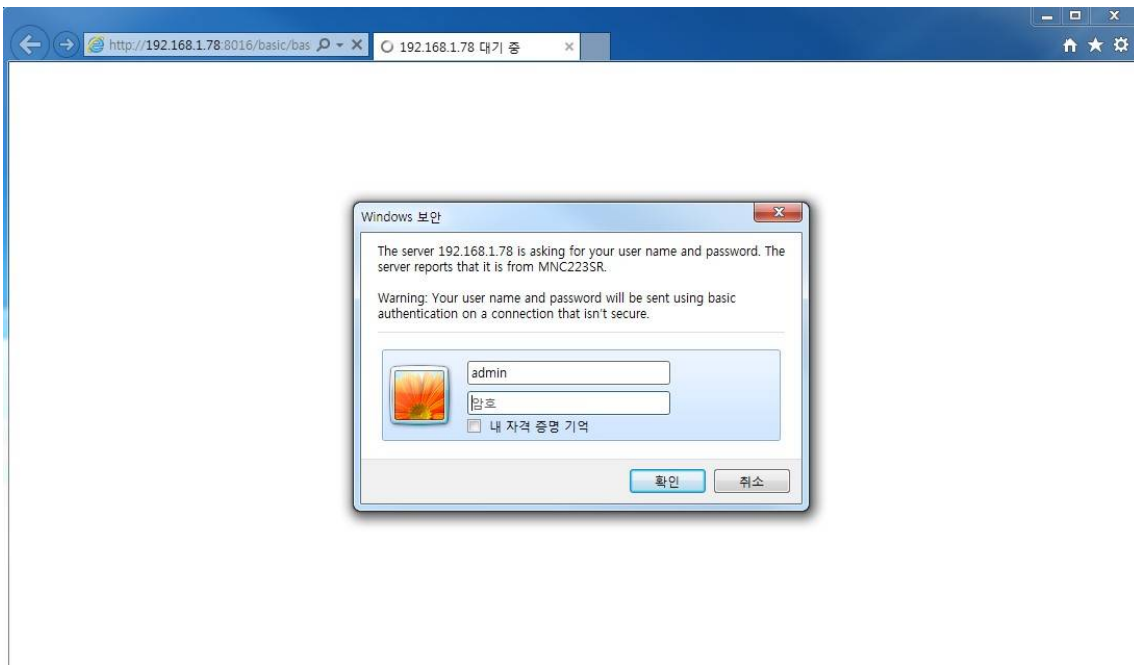 http://192.168.1.78:8016/basic/bas
192.168.1.78 대기 중
Windows 보안
The server 192.168.1.78 is asking for your user name and password. The
server reports that it is from MNC223SR.
Warning: Your user name and password will be sent using basic
authentication on a connection that isn't secure.
admin
암호
내 자격 증명 기억
확인
취소